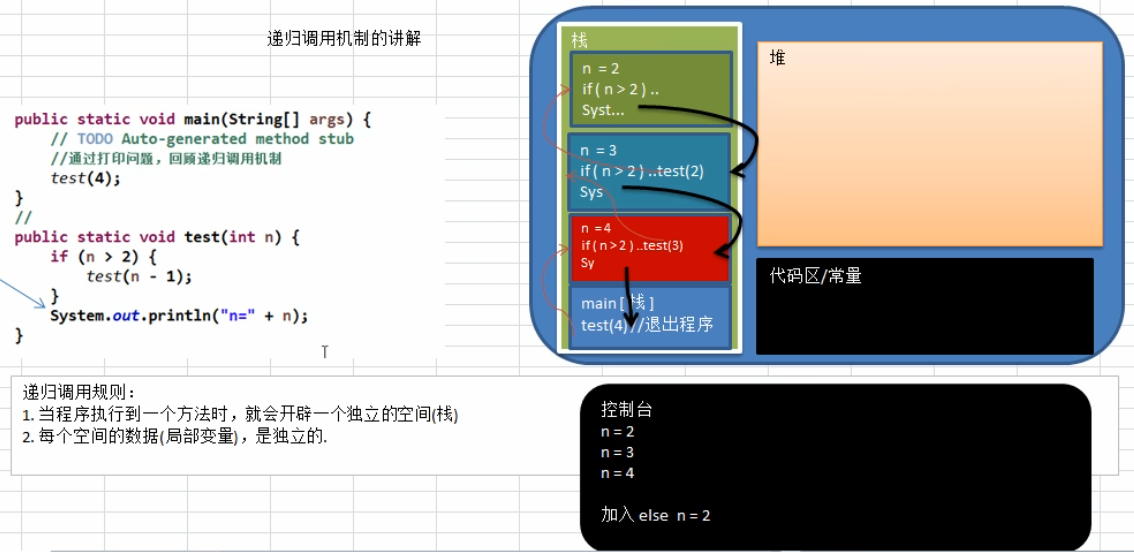 递归调用机制的讲解
public static void main(String[] args) {
// TODO Auto-generated method stub
//通过打印问题，回顾递归调用机制
test(4);
}
//
public static void test(int n) {
if (n > 2) {
test(n - 1);
}
System.out.println("n=" + n);
}
栈
n = 2
if ( n > 2 ) ..
Syst...
n = 3
if ( n > 2 ) ..test(2)
Sys
n = 4
if ( n > 2 ) ..test(3)
Sy
main [ 栈 ]
test(4) //退出程序
堆
代码区/常量
递归调用规则：
1. 当程序执行到一个方法时，就会开辟一个独立的空间(栈)
2. 每个空间的数据(局部变量)，是独立的.
控制台
n = 2
n = 3
n = 4
加入 else n = 2